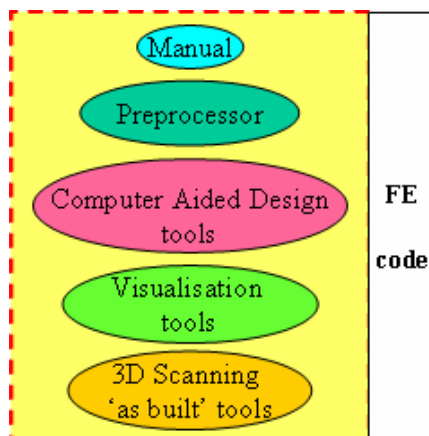 Manual
Preprocessor
Computer Aided Design
tools
Visualisation
tools
3D Scanning
‘as built’ tools
FE
code